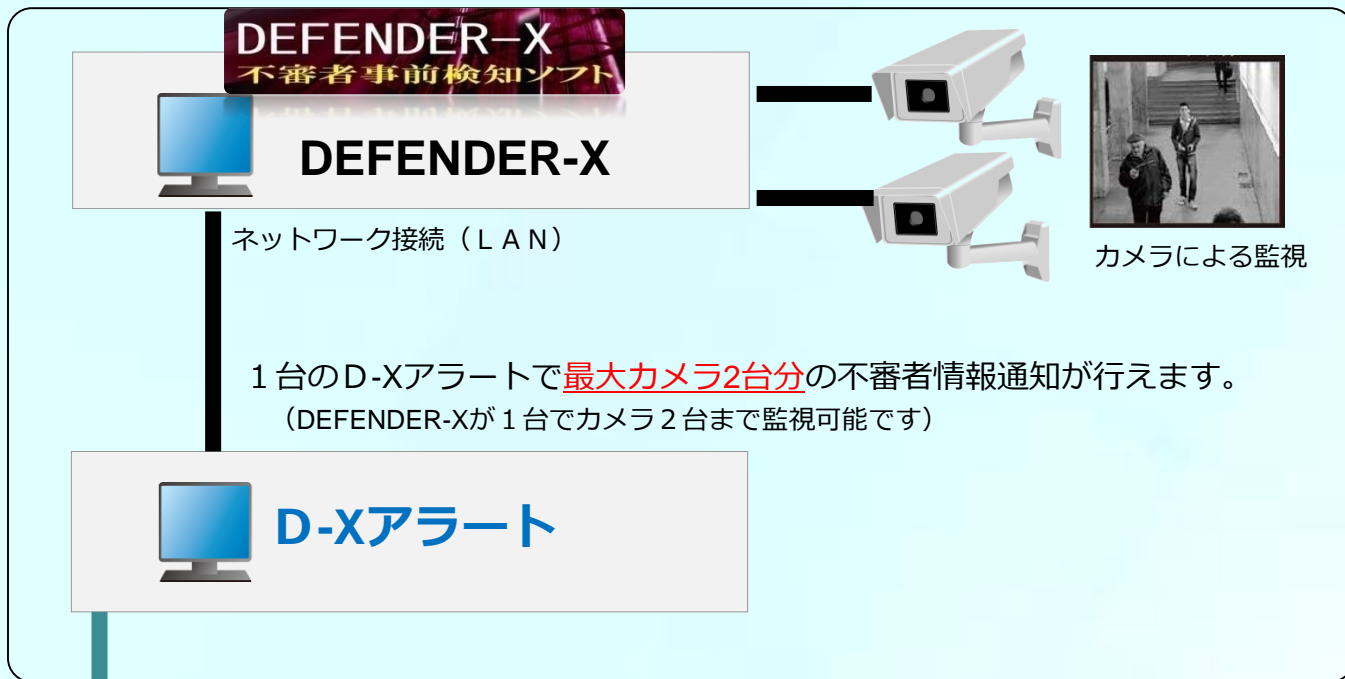 DEFENDER－X
不審者事前検知ソフト
DEFENDER-X
ネットワーク接続（ＬＡＮ）
カメラによる監視
１台のＤ-Xアラートで最大カメラ2台分の不審者情報通知が行えます。
（DEFENDER-Xが１台でカメラ２台まで監視可能です）
Ｄ-Xアラート